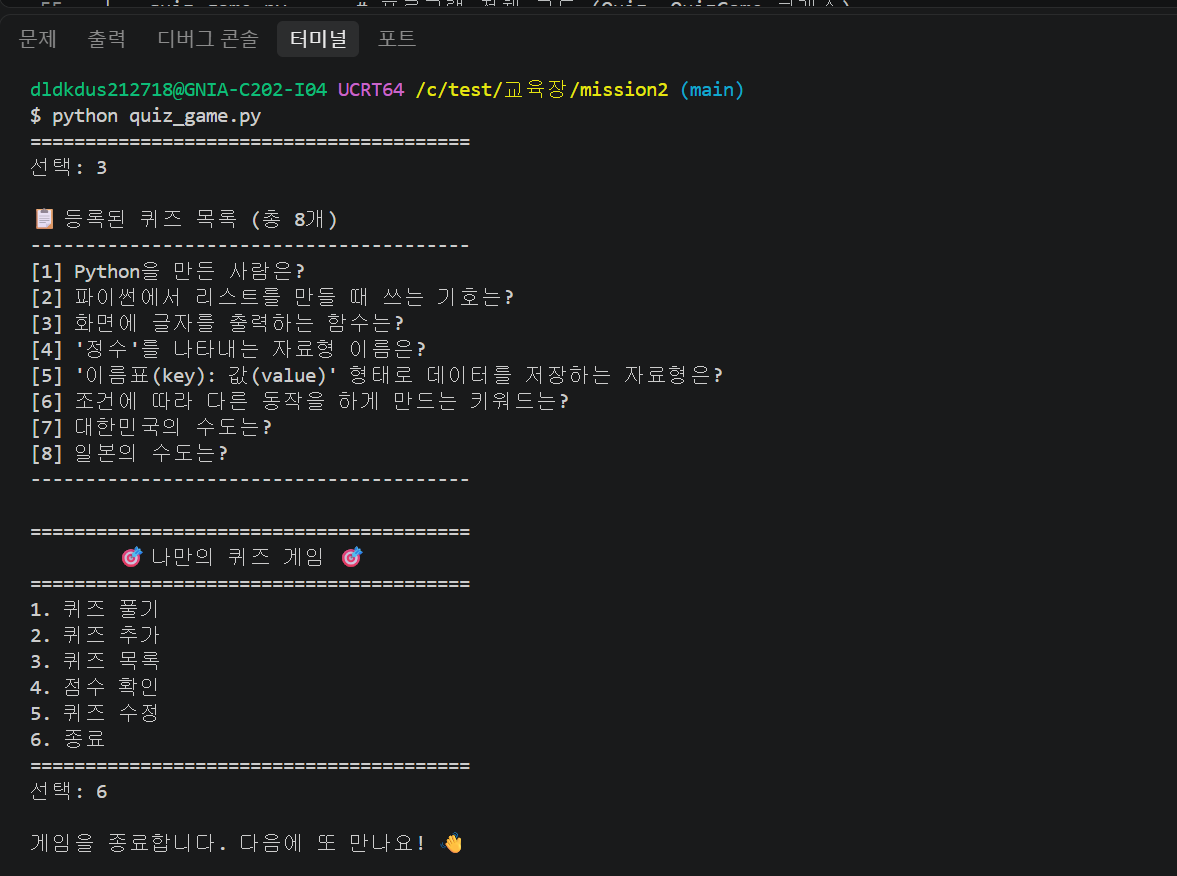 문제 출력 디버그 콘솔 터미널 포트
dldkdus212718@GNIA-C202-I04 UCRT64 /c/test/교육장/mission2 (main)
$ python quiz_game.py
========================================
선택: 3
📋 등록된 퀴즈 목록 (총 8개)
----------------------------------------
[1] Python을 만든 사람은?
[2] 파이썬에서 리스트를 만들 때 쓰는 기호는?
[3] 화면에 글자를 출력하는 함수는?
[4] '정수'를 나타내는 자료형 이름은?
[5] '이름표(key): 값(value)' 형태로 데이터를 저장하는 자료형은?
[6] 조건에 따라 다른 동작을 하게 만드는 키워드는?
[7] 대한민국의 수도는?
[8] 일본의 수도는?
----------------------------------------
========================================
🎯 나만의 퀴즈 게임 🎯
========================================
1. 퀴즈 풀기
2. 퀴즈 추가
3. 퀴즈 목록
4. 점수 확인
5. 퀴즈 수정
6. 종료
========================================
선택: 6
게임을 종료합니다. 다음에 또 만나요! 👋